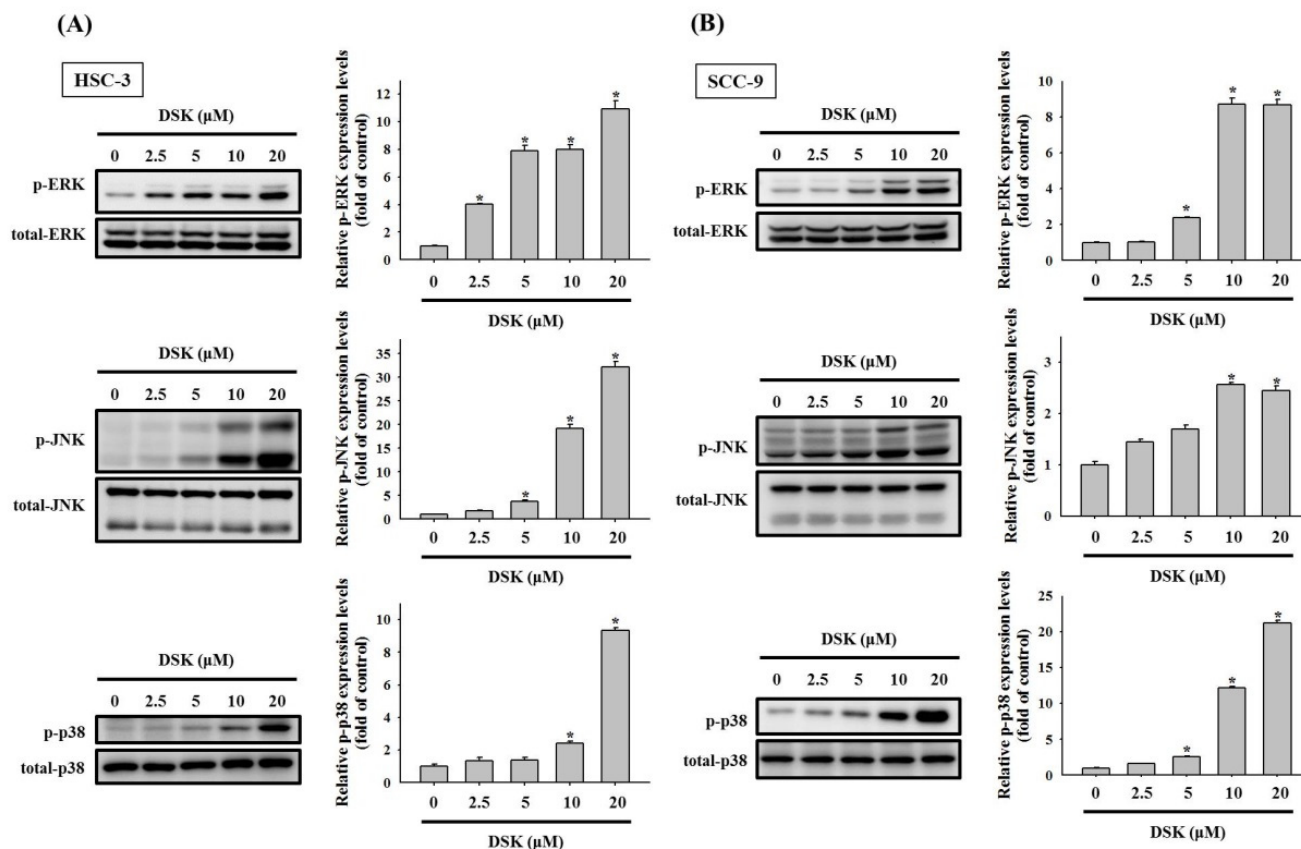 (A)
HSC-3
DSK (μM)
0 2.5 5 10 20
p-ERK
total-ERK
Relative p-ERK expression levels
(fold of control)
12
10
8
6
4
2
0
* * * *
0 2.5 5 10 20
DSK (μM)
DSK (μM)
0 2.5 5 10 20
p-JNK
total-JNK
Relative p-JNK expression levels
(fold of control)
35
30
25
20
15
10
5
0
* * *
0 2.5 5 10 20
DSK (μM)
DSK (μM)
0 2.5 5 10 20
p-p38
total-p38
Relative p-p38 expression levels
(fold of control)
10
8
6
4
2
0
* *
0 2.5 5 10 20
DSK (μM)
(B)
SCC-9
DSK (μM)
0 2.5 5 10 20
p-ERK
total-ERK
Relative p-ERK expression levels
(fold of control)
10
8
6
4
2
0
* * *
0 2.5 5 10 20
DSK (μM)
DSK (μM)
0 2.5 5 10 20
p-JNK
total-JNK
Relative p-JNK expression levels
(fold of control)
3
2
1
0
* *
0 2.5 5 10 20
DSK (μM)
DSK (μM)
0 2.5 5 10 20
p-p38
total-p38
Relative p-p38 expression levels
(fold of control)
25
20
15
10
5
0
* * *
0 2.5 5 10 20
DSK (μM)